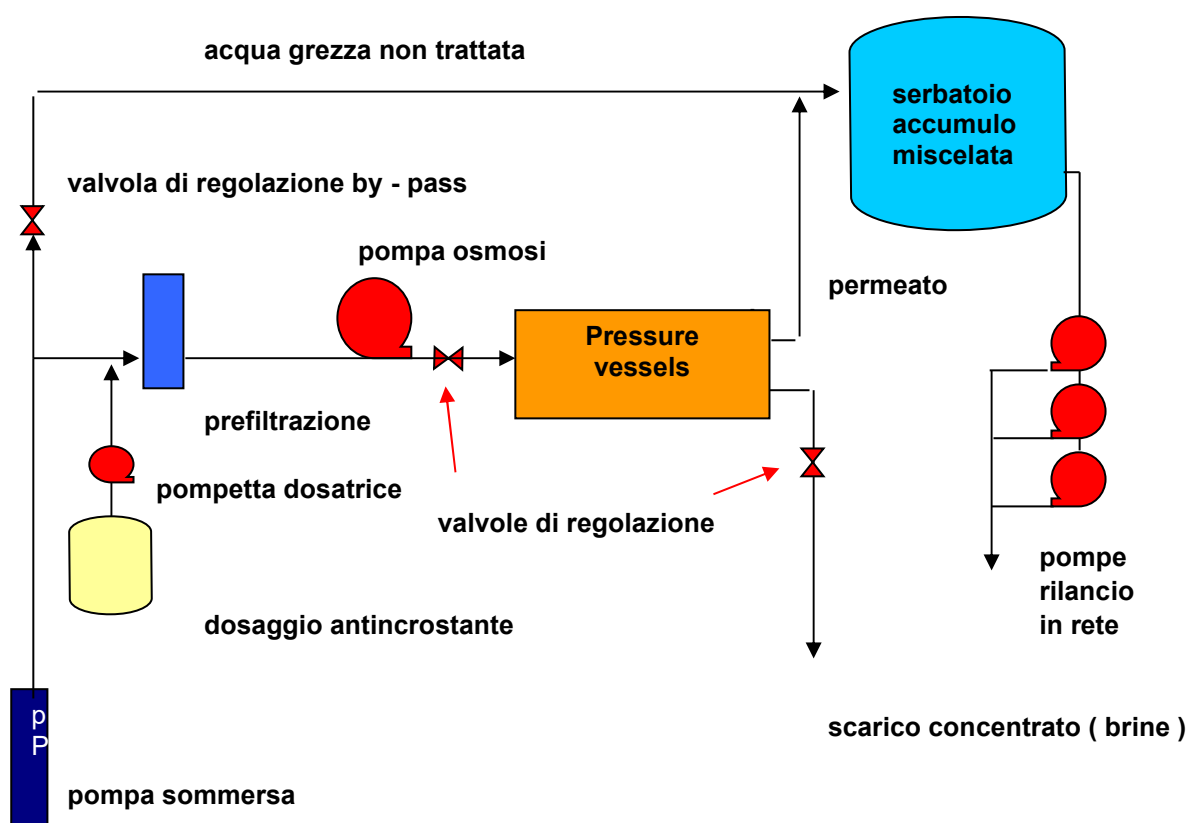 acqua grezza non trattata
serbatoio
accumulo
miscelata
valvola di regolazione by - pass
pompa osmosi
permeato
Pressure
vessels
prefiltrazione
pompetta dosatrice
valvole di regolazione
pompe
rilancio
in rete
dosaggio antincrostante
scarico concentrato ( brine )
p
P
pompa sommersa